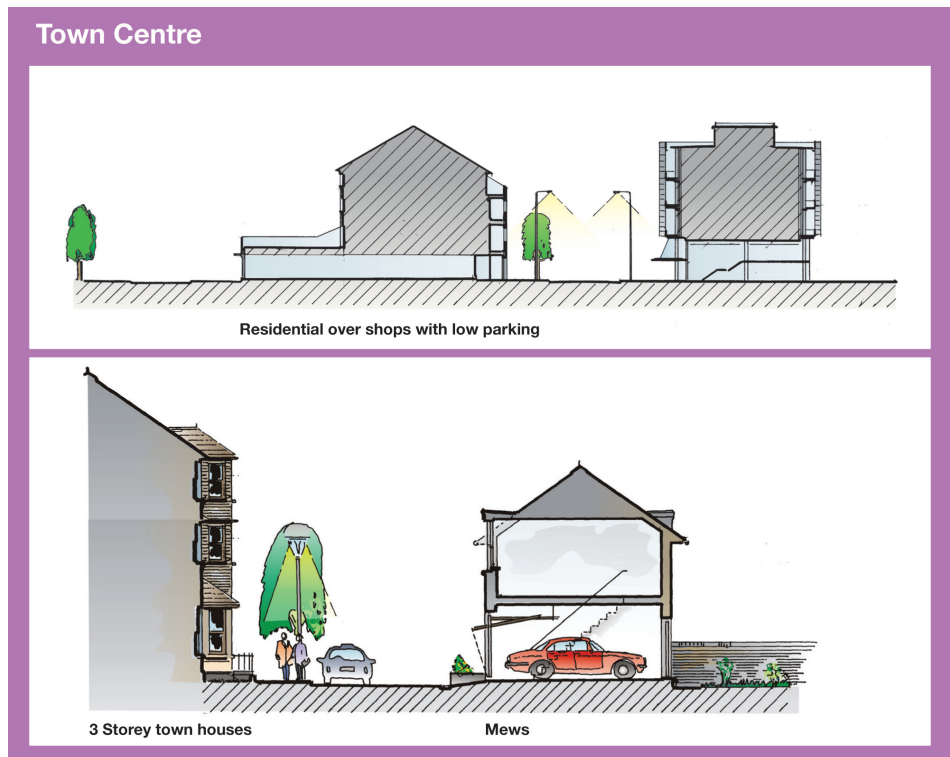 Town Centre
Residential over shops with low parking
3 Storey town houses
Mews